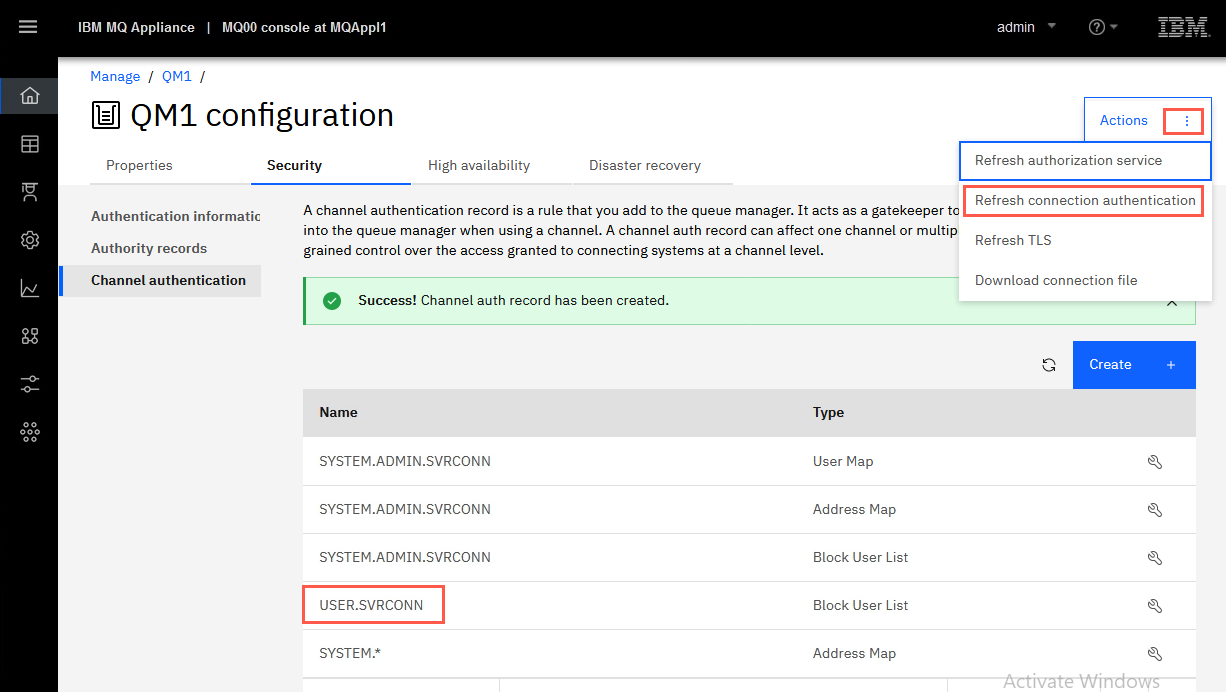 IBM MQ Appliance | MQ00 console at MQAppl1
admin
IBM
Manage / QM1 /
QM1 configuration
Actions
Properties
Security
High availability
Disaster recovery
Refresh authorization service
Refresh connection authentication
Refresh TLS
Download connection file
Authentication informatio
Authority records
Channel authentication
A channel authentication record is a rule that you add to the queue manager. It acts as a gatekeeper to
into the queue manager when using a channel. A channel auth record can affect one channel or multip
grained control over the access granted to connecting systems at a channel level.
Success! Channel auth record has been created.
Create +
Name Type
SYSTEM.ADMIN.SVRCONN User Map
SYSTEM.ADMIN.SVRCONN Address Map
SYSTEM.ADMIN.SVRCONN Block User List
USER.SVRCONN Block User List
SYSTEM.* Address Map
Activate Windows